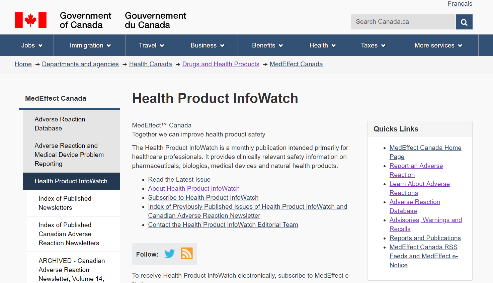 Français
Government of Canada
Gouvernement du Canada
Search Canada.ca
Jobs
Immigration
Travel
Business
Benefits
Health
Taxes
More services
Home → Departments and agencies → Health Canada → Drugs and Health Products → MedEffect Canada
MedEffect Canada
Adverse Reaction
Database
Adverse Reaction and
Medical Device Problem
Reporting
Health Product InfoWatch
Index of Published
Newsletters
Index of Published
Canadian Adverse
Reaction Newsletters
ARCHIVED - Canadian
Adverse Reaction
Newsletter, Volume 14,
Health Product InfoWatch
MedEffect™ Canada
Together we can improve health product safety
The Health Product InfoWatch is a monthly publication intended primarily for
healthcare professionals. It provides clinically relevant safety information on
pharmaceuticals, biologics, medical devices and natural health products.
Read the Latest Issue
About Health Product InfoWatch
Subscribe to Health Product InfoWatch
Index of Previously Published Issues of Health Product InfoWatch and
Canadian Adverse Reaction Newsletter
Contact the Health Product InfoWatch Editorial Team
Follow:
To receive Health Product InfoWatch electronically, subscribe to MedEffect e-
Quick Links
MedEffect Canada Home
Page
Report an Adverse
Reaction
Learn About Adverse
Reactions
Adverse Reaction
Database
Advisories, Warnings and
Recalls
Reports and Publications
MedEffect Canada RSS
Feeds and MedEffect e-
Notice